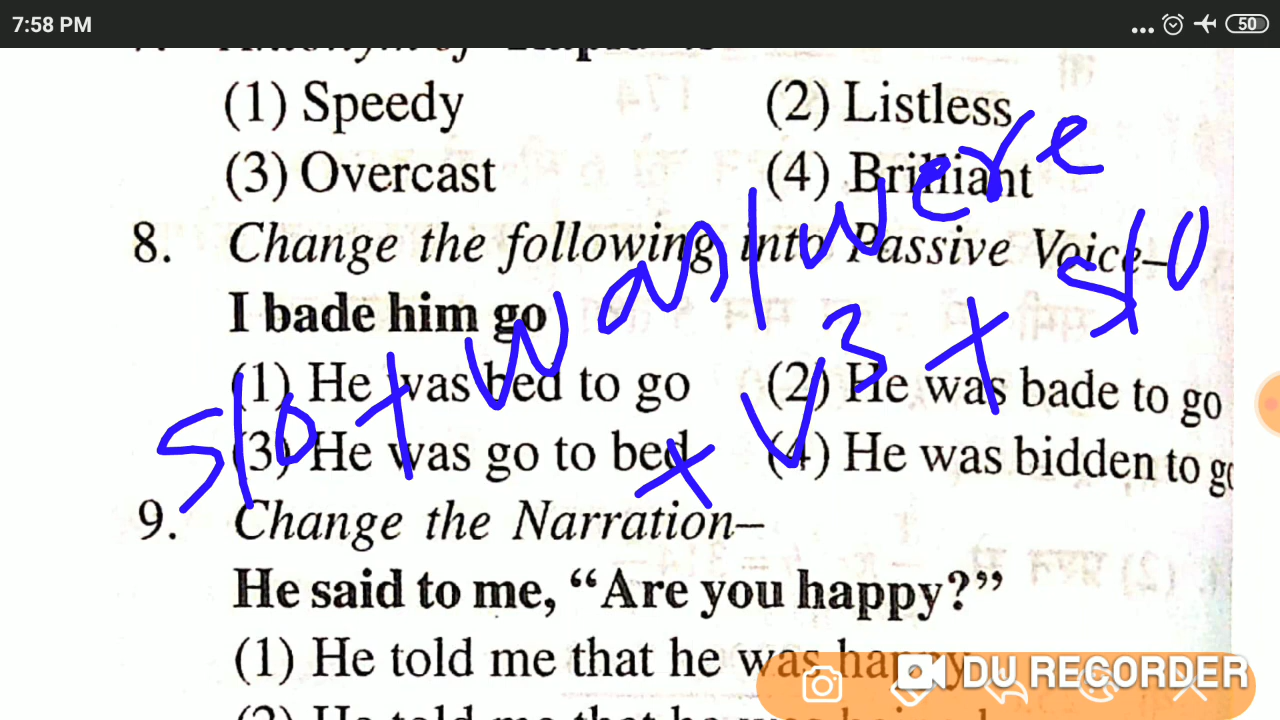 7:58 PM
50
(1) Speedy (2) Listless
(3) Overcast (4) Brilliant
8. Change the following into Passive Voice–
I bade him go
(1) He was bed to go (2) He was bade to go
(3) He was go to bed (4) He was bidden to go
s/o + was/were
+ V3 + s/o
9. Change the Narration–
He said to me, “Are you happy?”
(1) He told me that he was happy
DU RECORDER